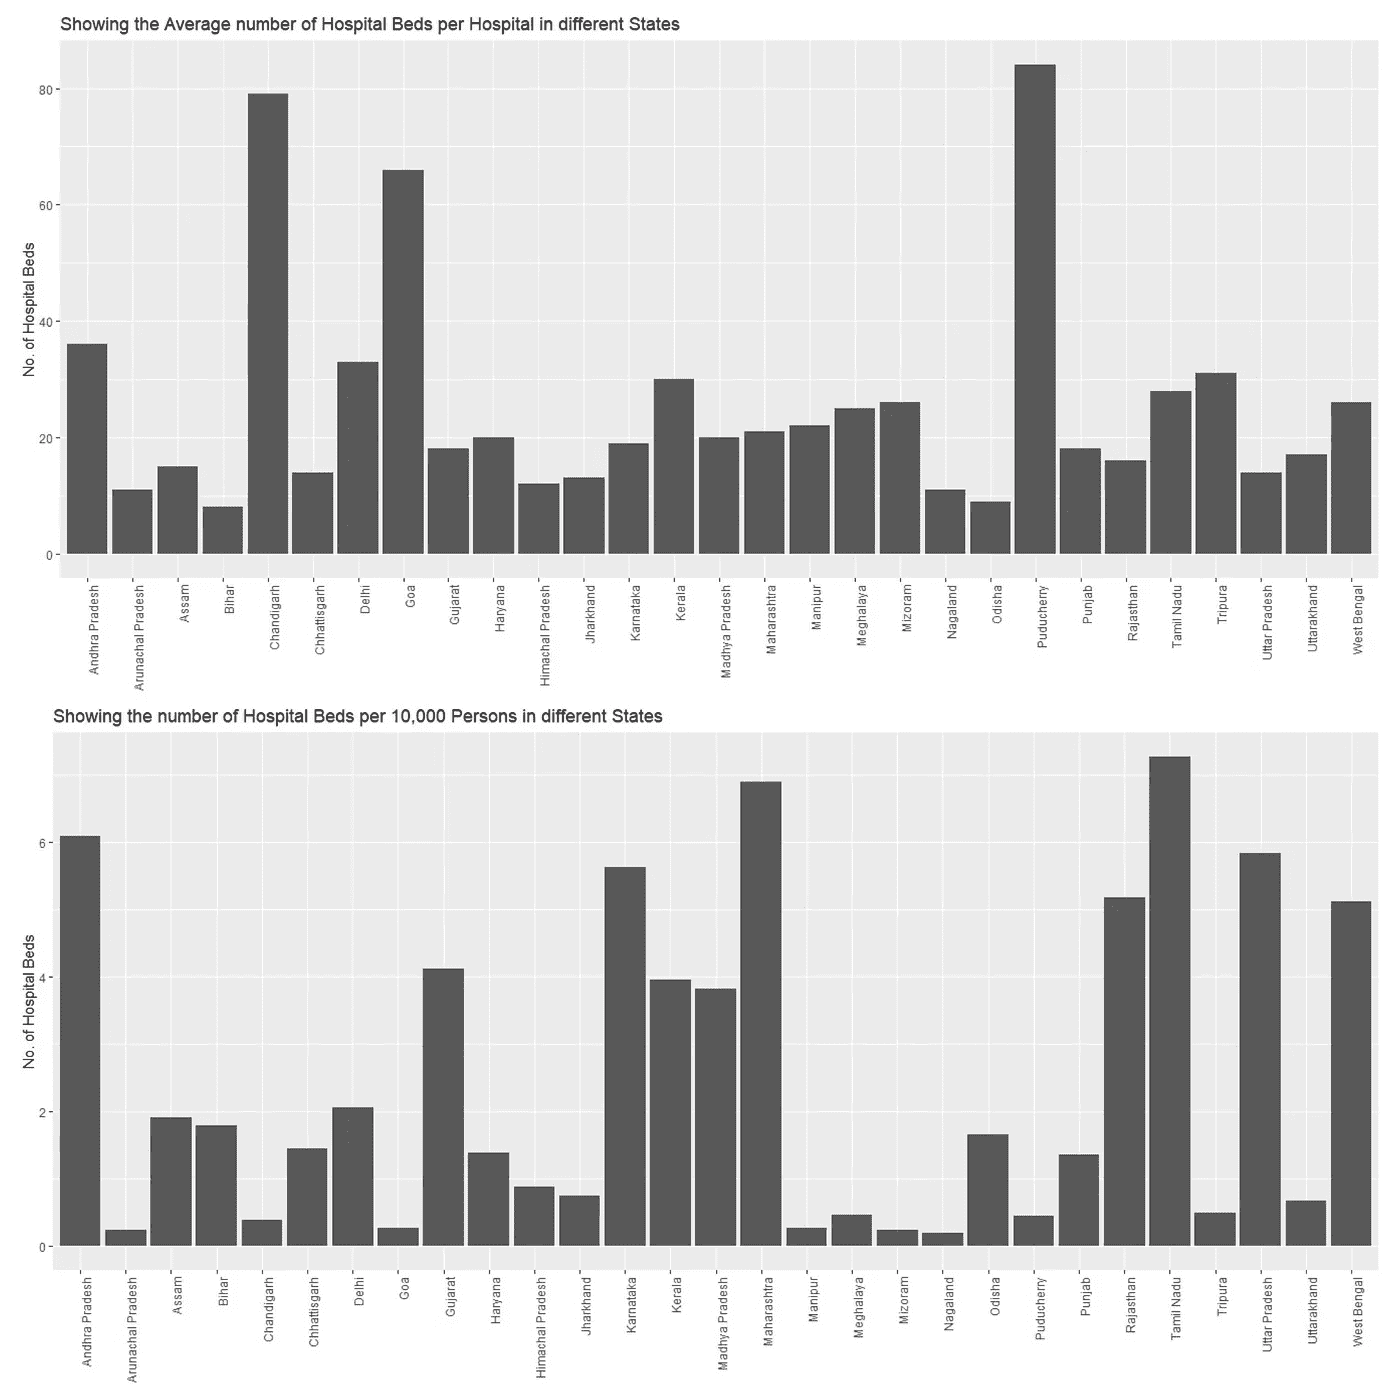 Showing the Average number of Hospital Beds per Hospital in different States
No. of Hospital Beds
80
60
40
20
0
Andhra Pradesh
Arunachal Pradesh
Assam
Bihar
Chandigarh
Chhattisgarh
Delhi
Goa
Gujarat
Haryana
Himachal Pradesh
Jharkhand
Karnataka
Kerala
Madhya Pradesh
Maharashtra
Manipur
Meghalaya
Mizoram
Nagaland
Odisha
Puducherry
Punjab
Rajasthan
Tamil Nadu
Tripura
Uttar Pradesh
Uttarakhand
West Bengal
Showing the number of Hospital Beds per 10,000 Persons in different States
No. of Hospital Beds
6
4
2
0
Andhra Pradesh
Arunachal Pradesh
Assam
Bihar
Chandigarh
Chhattisgarh
Delhi
Goa
Gujarat
Haryana
Himachal Pradesh
Jharkhand
Karnataka
Kerala
Madhya Pradesh
Maharashtra
Manipur
Meghalaya
Mizoram
Nagaland
Odisha
Puducherry
Punjab
Rajasthan
Tamil Nadu
Tripura
Uttar Pradesh
Uttarakhand
West Bengal